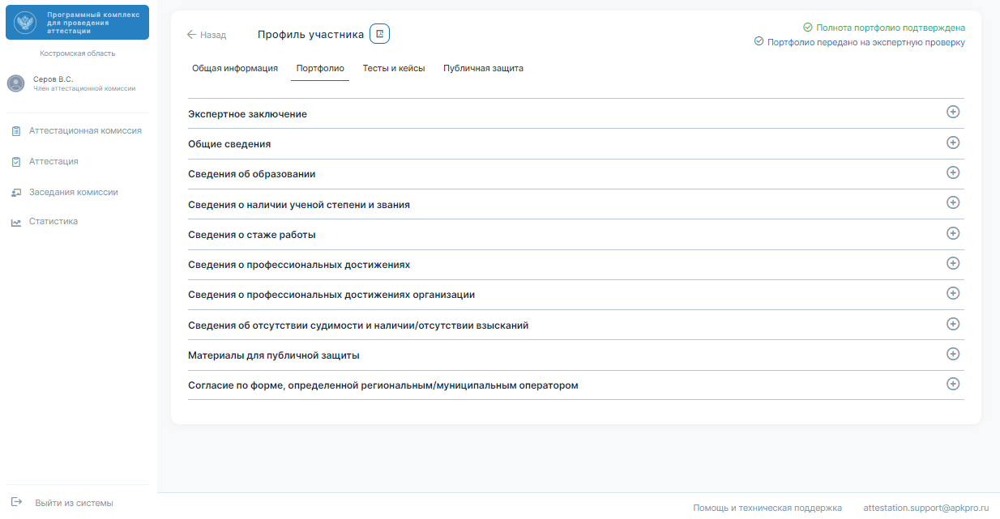 Программный комплекс
для проведения
аттестации
Костромская область
Серов В.С.
Член аттестационной комиссии
Аттестационная комиссия
Аттестация
Заседания комиссии
Статистика
Выйти из системы
Назад
Профиль участника
Полнота портфолио подтверждена
Портфолио передано на экспертную проверку
Общая информация Портфолио Тесты и кейсы Публичная защита
Экспертное заключение
Общие сведения
Сведения об образовании
Сведения о наличии ученой степени и звания
Сведения о стаже работы
Сведения о профессиональных достижениях
Сведения о профессиональных достижениях организации
Сведения об отсутствии судимости и наличии/отсутствии взысканий
Материалы для публичной защиты
Согласие по форме, определенной региональным/муниципальным оператором
Помощь и техническая поддержка attestation.support@apkpro.ru